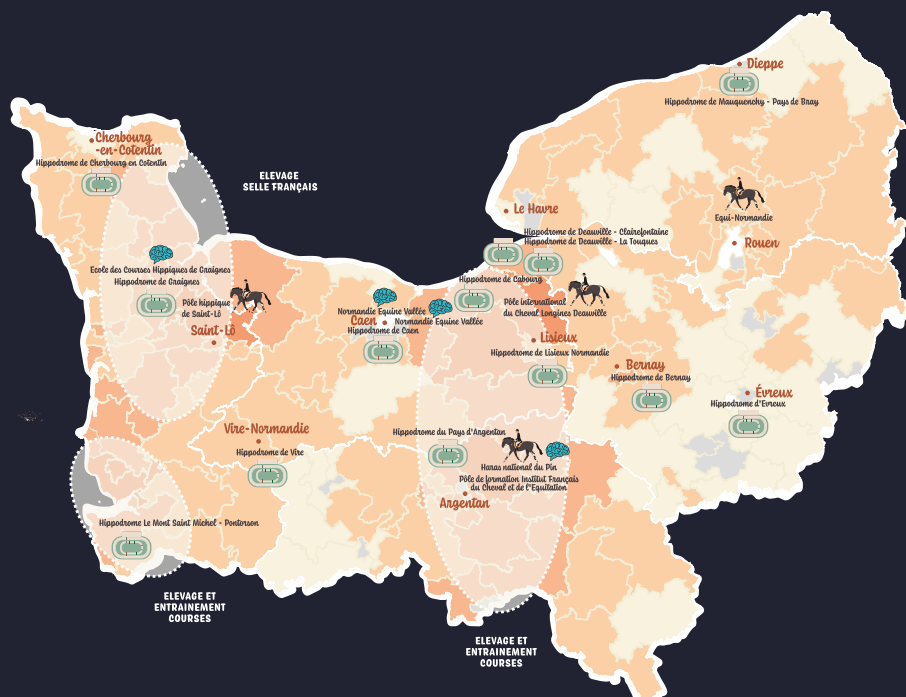 Dieppe
Hippodrome de Mauquenchy - Pays de Bray
Cherbourg
-en-Cotentin
Hippodrome de Cherbourg en Cotentin
ELEVAGE
SELLE FRANÇAIS
Le Havre
Equi-Normandie
Hippodrome de Deauville - Clairefontaine
Hippodrome de Deauville - La Touques
Rouen
Ecole des Courses Hippiques de Graignes
Hippodrome de Graignes
Hippodrome de Cabourg
Pôle hippique
de Saint-Lô
Pôle international
du Cheval Longines Deauville
Normandie Equine Vallée
Caen
Normandie Equine Vallée
Hippodrome de Caen
Saint-Lô
Lisieux
Hippodrome de Lisieux Normandie
Bernay
Hippodrome de Bernay
Évreux
Hippodrome d'Evreux
Vire-Normandie
Hippodrome de Vire
Hippodrome du Pays d'Argentan
Haras national du Pin
Pôle de formation Institut Français
du Cheval et de l'Equitation
Argentan
Hippodrome Le Mont Saint Michel - Pontorson
ELEVAGE ET
ENTRAINEMENT
COURSES
ELEVAGE ET
ENTRAINEMENT
COURSES